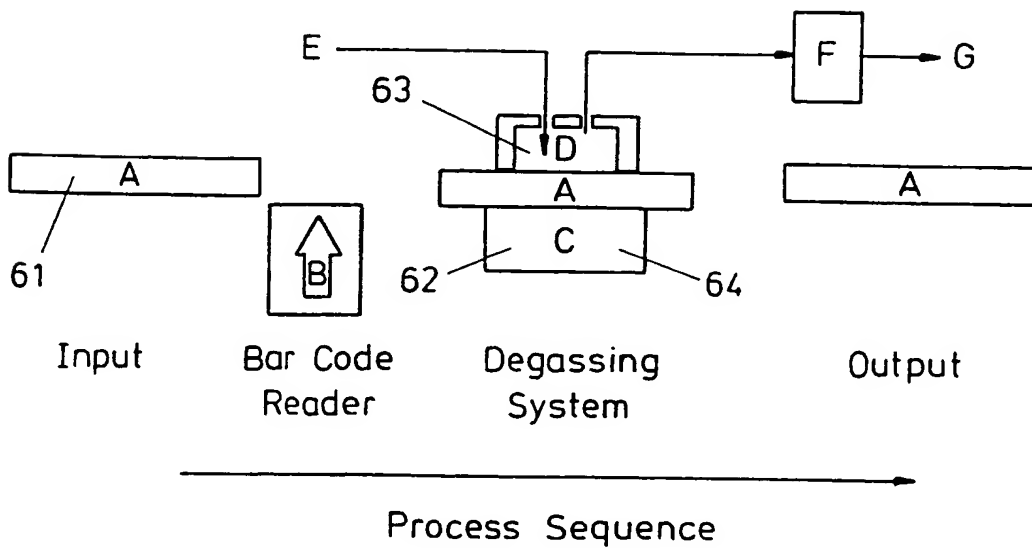 E
F
G
63
D
A
A
A
61
B
C
62
64
Input
Bar Code
Reader
Degassing
System
Output
Process Sequence